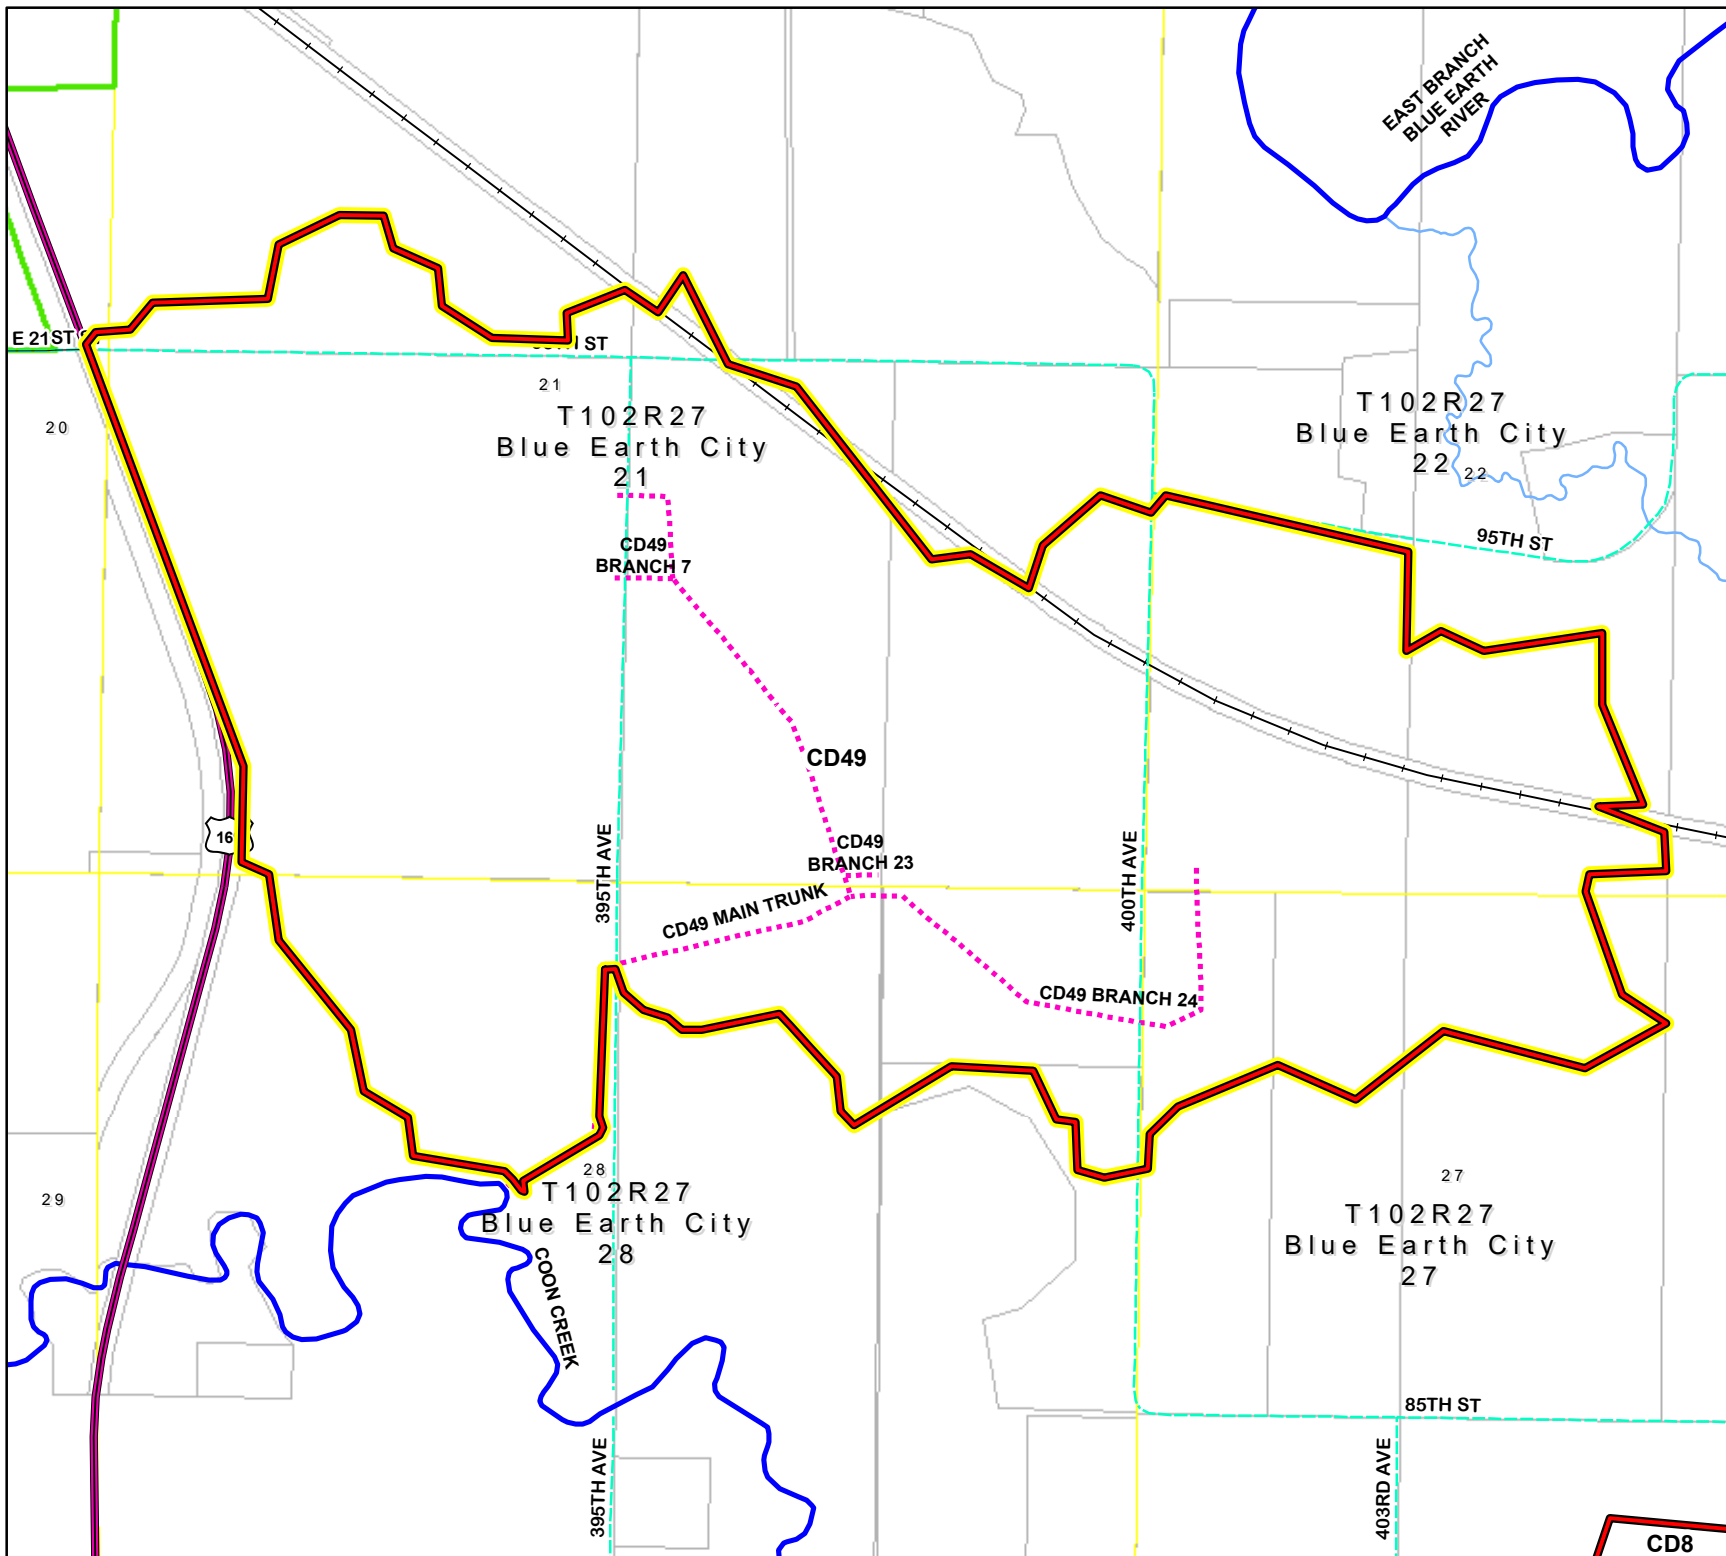 EAST BRANCH
BLUE EARTH
RIVER
E 21ST
ST
21
T102R27
Blue Earth City
21
20
T102R27
Blue Earth City
22
22
95TH ST
CD49
BRANCH 7
CD49
16
395TH AVE
400TH AVE
CD49
BRANCH 23
CD49 MAIN TRUNK
CD49 BRANCH 24
28
T102R27
Blue Earth City
28
29
27
T102R27
Blue Earth City
27
COON CREEK
85TH ST
395TH AVE
403RD AVE
CD8